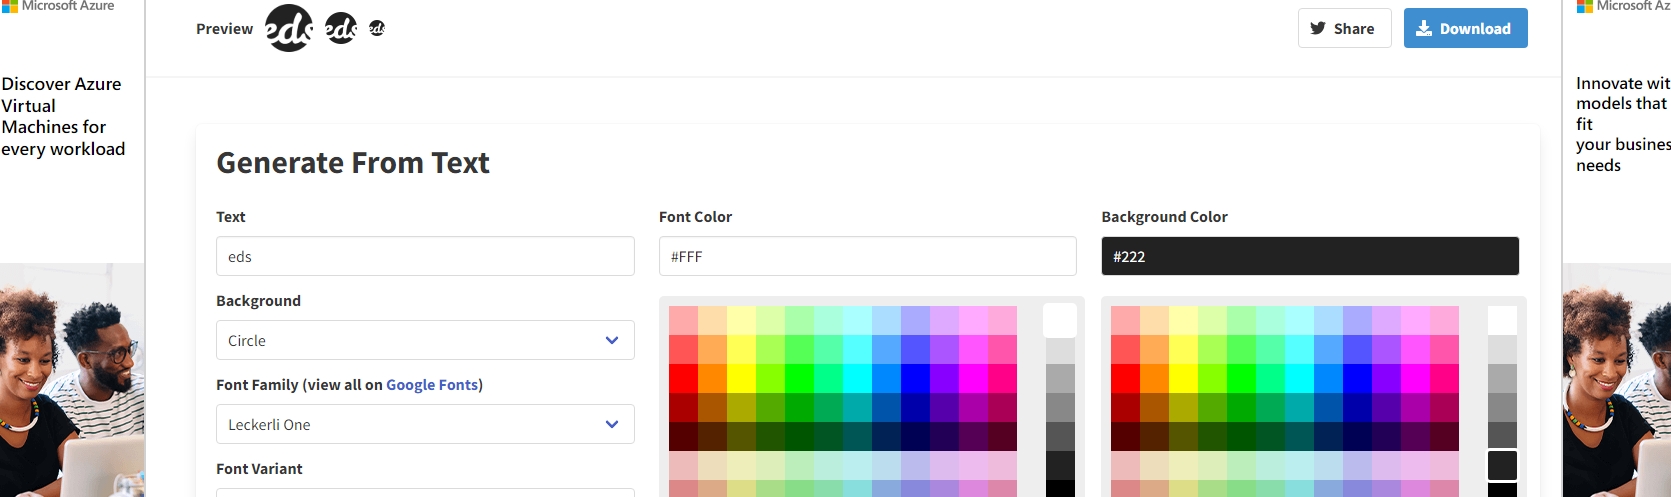 Microsoft Azure
Discover Azure
Virtual
Machines for
every workload
Preview eds eds eds
Share
Download
Generate From Text
Text
eds
Background
Circle
Font Family (view all on Google Fonts)
Leckerli One
Font Variant
Font Color
#FFF
Background Color
#222
Microsoft Az
Innovate wit
models that
fit
your busines
needs